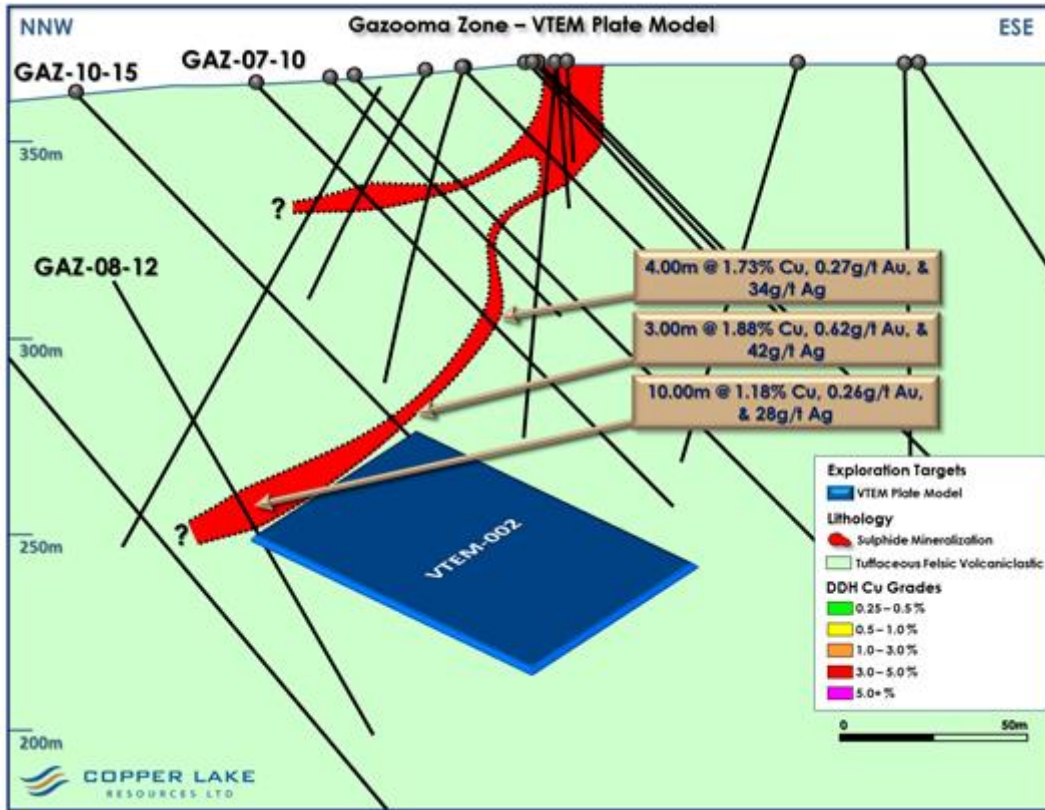 NNW
Gazooma Zone – VTEM Plate Model
ESE
GAZ-10-15
GAZ-07-10
350m
?
GAZ-08-12
4.00m @ 1.73% Cu, 0.27g/t Au, &
34g/t Ag
300m
3.00m @ 1.88% Cu, 0.62g/t Au, &
42g/t Ag
10.00m @ 1.18% Cu, 0.26g/t Au,
& 28g/t Ag
?
250m
VTEM-002
Exploration Targets
VTEM Plate Model
Lithology
Sulphide Mineralization
Tuffaceous Felsic Volcaniclastic
DDH Cu Grades
0.25 – 0.5 %
0.5 – 1.0 %
1.0 – 3.0 %
3.0 – 5.0 %
5.0+ %
0 50m
200m
COPPER LAKE
RESOURCES LTD